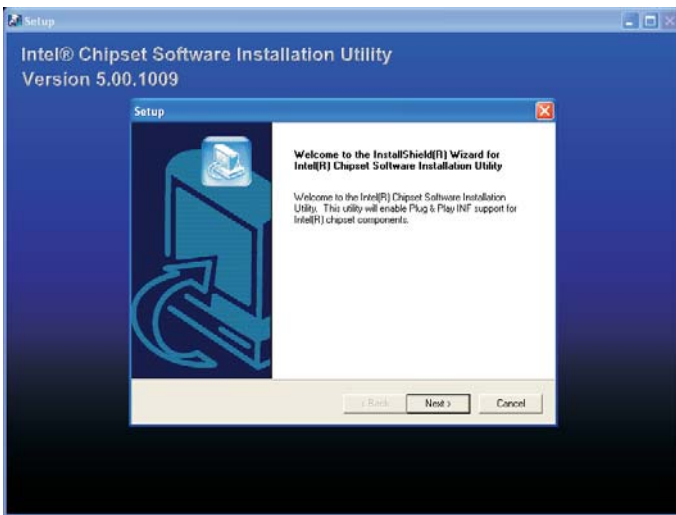 Setup
Intel® Chipset Software Installation Utility
Version 5.00.1009
Setup
Welcome to the InstallShield(R) Wizard for
Intel(R) Chipset Software Installation Utility
Welcome to the Intel(R) Chipset Software Installation
Utility. This utility will enable Plug & Play INF support for
Intel(R) chipset components.
< Back Next > Cancel